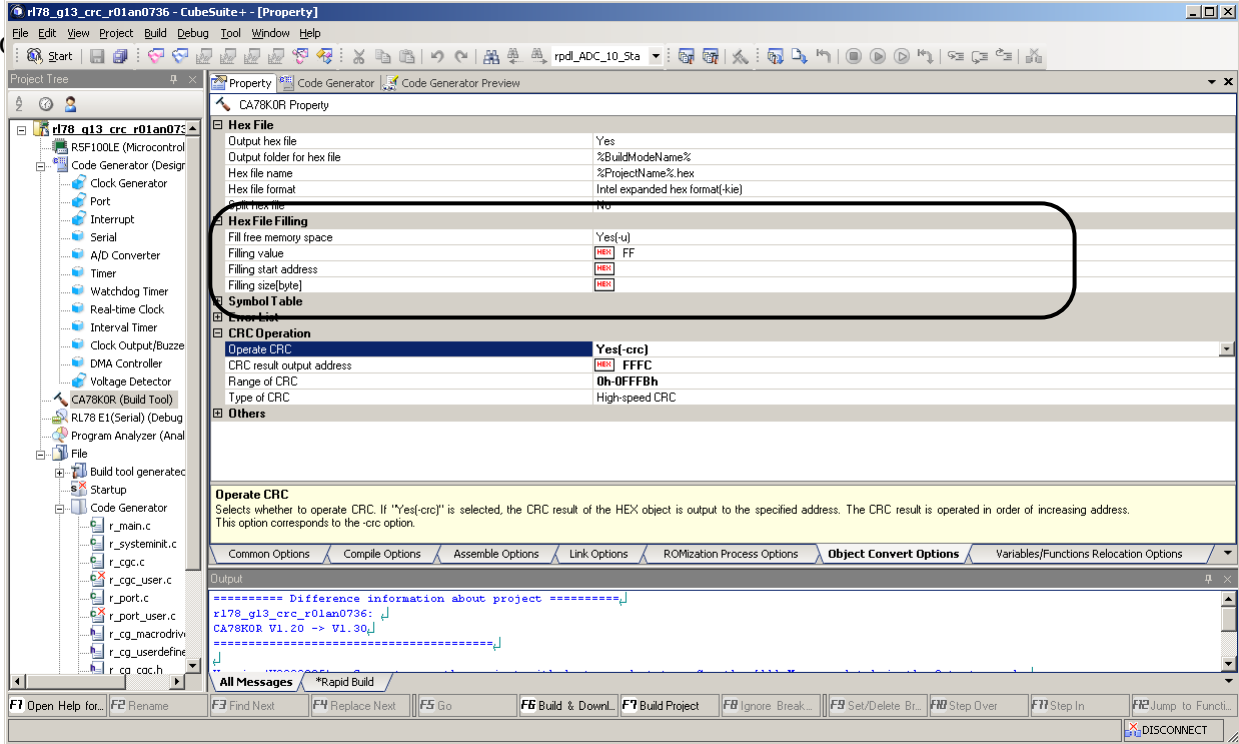 rl78_g13_crc_r01an0736 - CubeSuite+ - [Property]
File Edit View Project Build Debug Tool Window Help
Start rpdl_ADC_10_Sta
Project Tree
rl78_g13_crc_r01an073
R5F100LE (Microcontrol
Code Generator (Design
Clock Generator
Port
Interrupt
Serial
A/D Converter
Timer
Watchdog Timer
Real-time Clock
Interval Timer
Clock Output/Buzze
DMA Controller
Voltage Detector
CA78K0R (Build Tool)
RL78 E1(Serial) (Debug
Program Analyzer (Anal
File
Build tool generated
Startup
Code Generator
r_main.c
r_systeminit.c
r_cgc.c
r_cgc_user.c
r_port.c
r_port_user.c
r_cg_macrodrive
r_cg_userdefine
r_cg_cgc.h
Property Code Generator Code Generator Preview
CA78K0R Property
Hex File
Output hex file Yes
Output folder for hex file %BuildModeName%
Hex file name %ProjectName%.hex
Hex file format Intel expanded hex format(-kie)
Split hex file No
Hex File Filling
Fill free memory space Yes(-u)
Filling value HEX FF
Filling start address HEX
Filling size[byte] HEX
Symbol Table
Error List
CRC Operation
Operate CRC Yes(-crc)
CRC result output address HEX FFFC
Range of CRC 0h-0FFFBh
Type of CRC High-speed CRC
Others
Operate CRC
Selects whether to operate CRC. If "Yes(-crc)" is selected, the CRC result of the HEX object is output to the specified address. The CRC result is operated in order of increasing address.
This option corresponds to the -crc option.
Common Options Compile Options Assemble Options Link Options ROMization Process Options Object Convert Options Variables/Functions Relocation Options
Output
========== Difference information about project ==========
rl78_g13_crc_r01an0736:
CA78K0R V1.20 -> V1.30
=======================================
All Messages *Rapid Build
F1 Open Help for... F2 Rename F3 Find Next F4 Replace Next F5 Go F6 Build & Downl... F7 Build Project F8 Ignore Break... F9 Set/Delete Br... F10 Step Over F11 Step In F12 Jump to Functi...
DISCONNECT